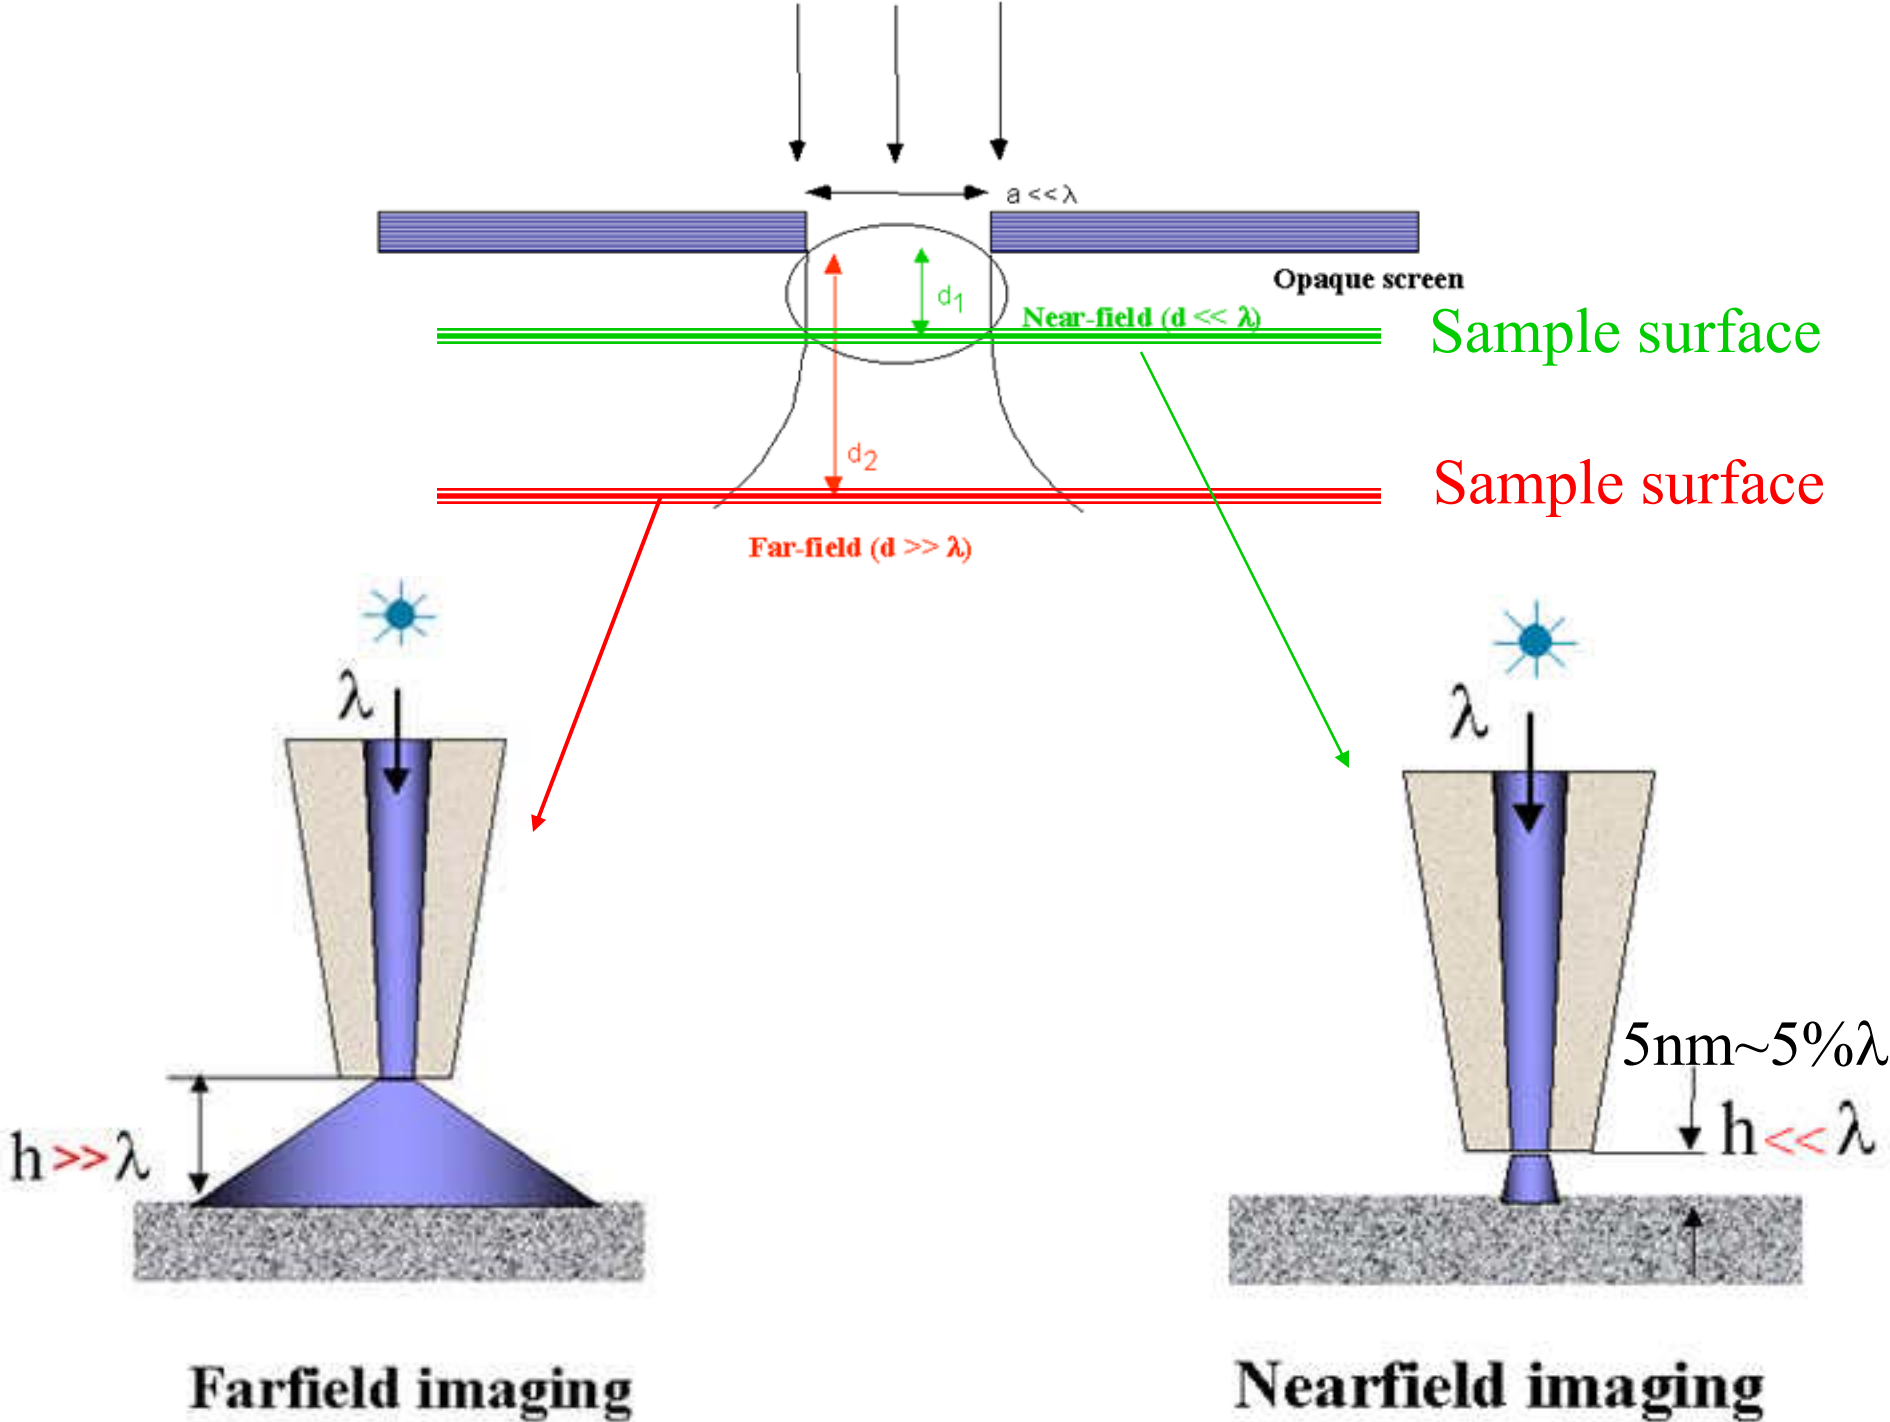 a << λ
Opaque screen
d1
Near-field (d << λ)
Sample surface
d2
Sample surface
Far-field (d >> λ)
λ
λ
5nm~5%λ
h << λ
h>>λ
Farfield imaging
Nearfield imaging